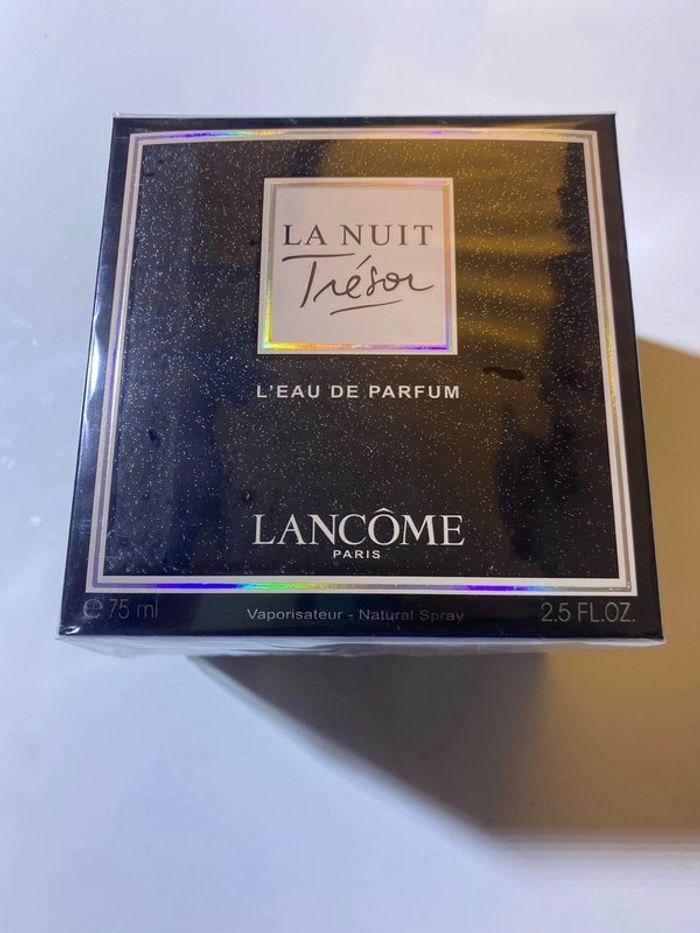 LA NUIT
Trésor
L'EAU DE PARFUM
LANCÔME
PARIS
℮ 75 ml Vaporisateur - Natural Spray 2.5 FL.OZ.